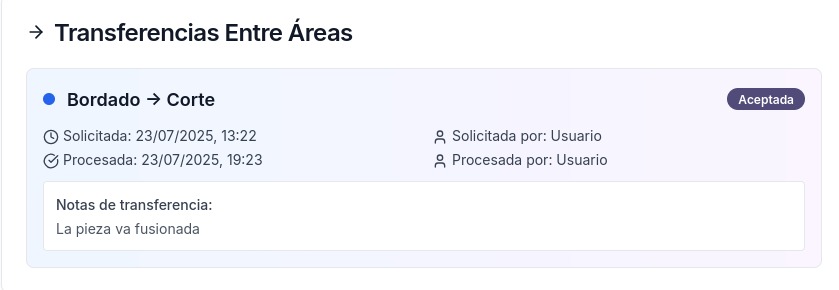 → Transferencias Entre Áreas
Bordado → Corte
Aceptada
Solicitada: 23/07/2025, 13:22
Solicitada por: Usuario
Procesada: 23/07/2025, 19:23
Procesada por: Usuario
Notas de transferencia:
La pieza va fusionada